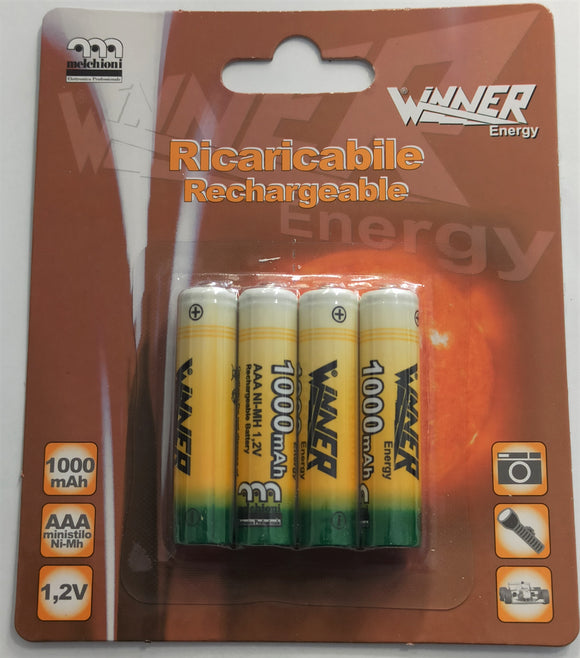 melchioni
Elettronica Professionale
WINNER
Energy
WINNER
Energy
Ricaricabile
Rechargeable
WINNER
AAA Ni-MH 1,2V
Rechargeable Battery
1000mAh
melchioni
WINNER
Energy
1000mAh
1000
mAh
AAA
ministilo
Ni-Mh
1,2V